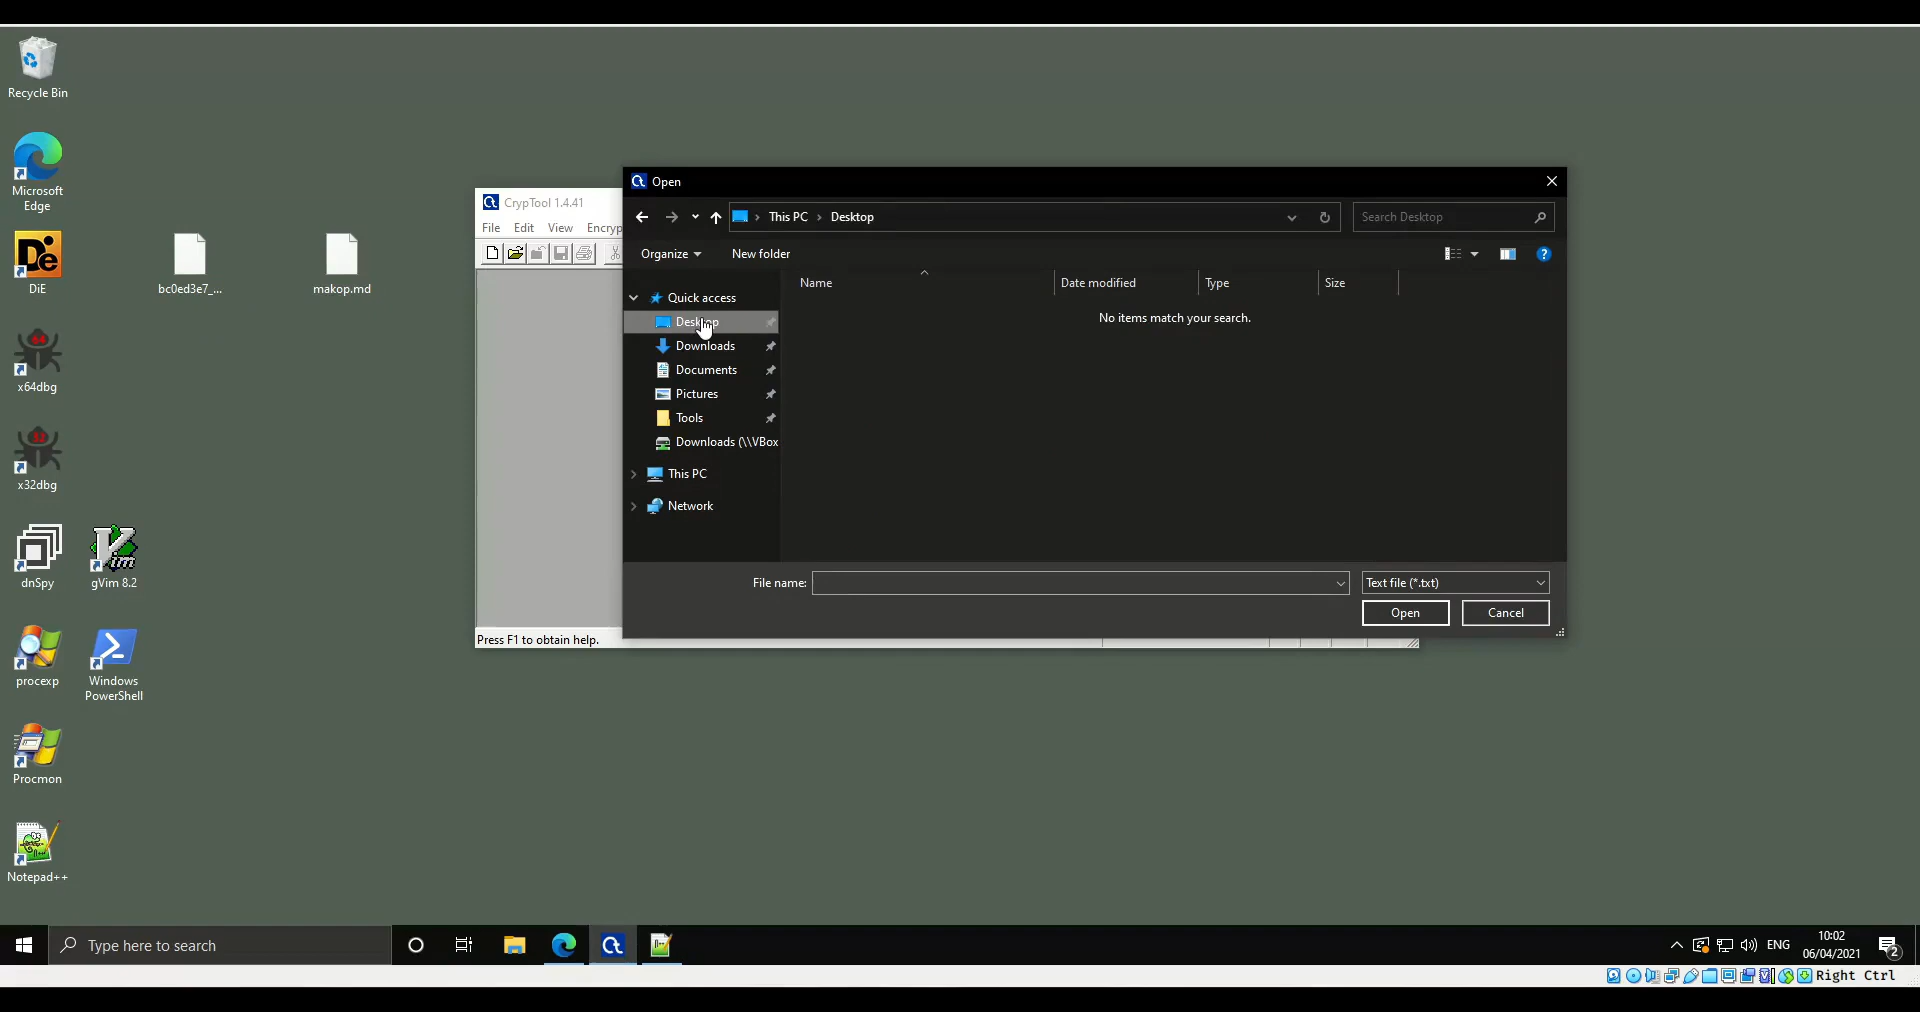 Recycle Bin
Microsoft
Edge
DiE
bc0ed3e7_...
makop.md
x64dbg
x32dbg
dnSpy
gVim 8.2
procexp
Windows
PowerShell
Procmon
Notepad++
CrypTool 1.4.41
File Edit View Encryp
Press F1 to obtain help.
Open
This PC > Desktop
Search Desktop
Organize
New folder
Name
Date modified
Type
Size
No items match your search.
Quick access
Desktop
Downloads
Documents
Pictures
Tools
Downloads (\\VBox
This PC
Network
File name:
Text file (*.txt)
Open
Cancel
Type here to search
ENG
10:02
06/04/2021
2
Right Ctrl